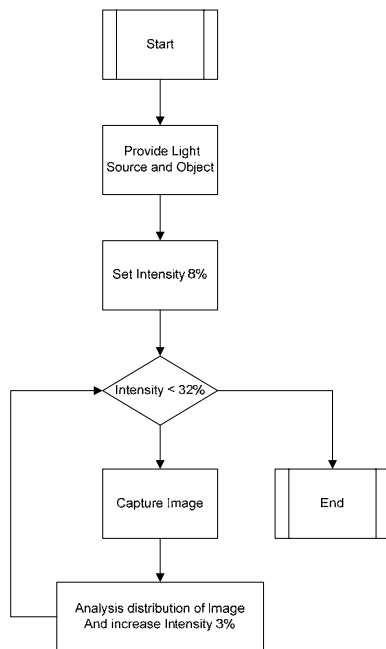 Start
Provide Light
Source and Object
Set Intensity 8%
Intensity < 32%
Capture Image
End
Analysis distribution of Image
And increase Intensity 3%